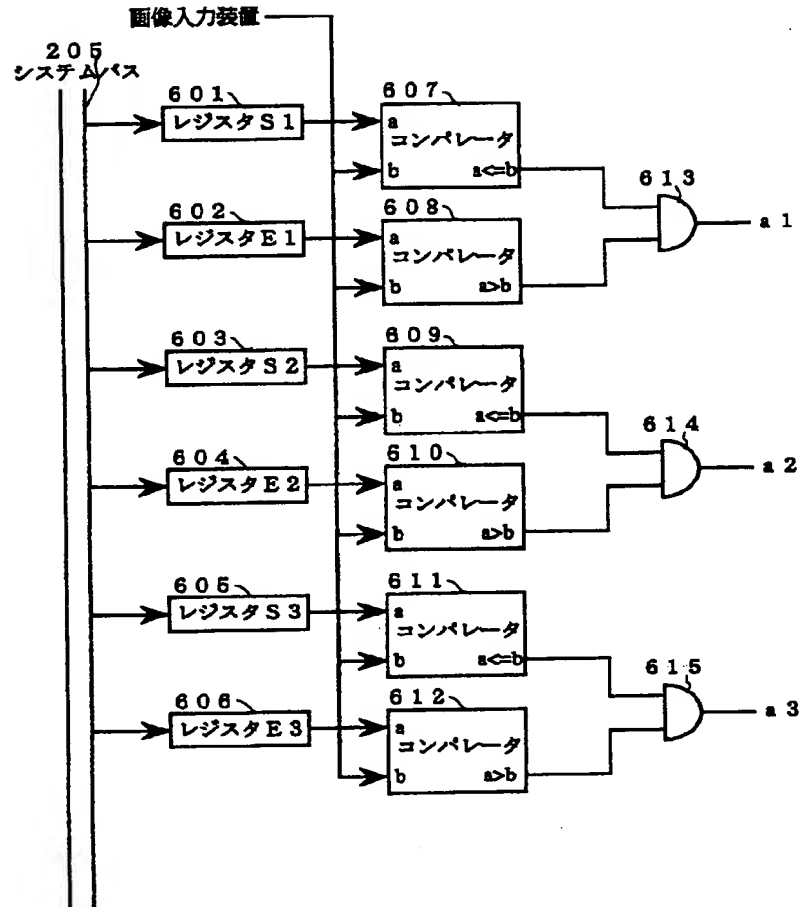 画像入力装置
205
システムバス
601
レジスタS1
607
a
コンパレータ
b a<=b
613
a1
602
レジスタE1
608
a
コンパレータ
b a>b
603
レジスタS2
609
a
コンパレータ
b a<=b
614
a2
604
レジスタE2
610
a
コンパレータ
b a>b
605
レジスタS3
611
a
コンパレータ
b a<=b
615
a3
606
レジスタE3
612
a
コンパレータ
b a>b